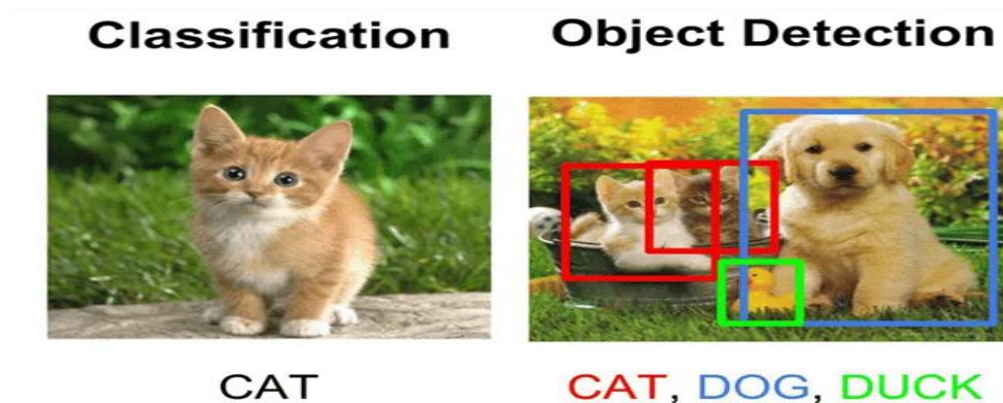 Classification
Object Detection
CAT
CAT, DOG, DUCK